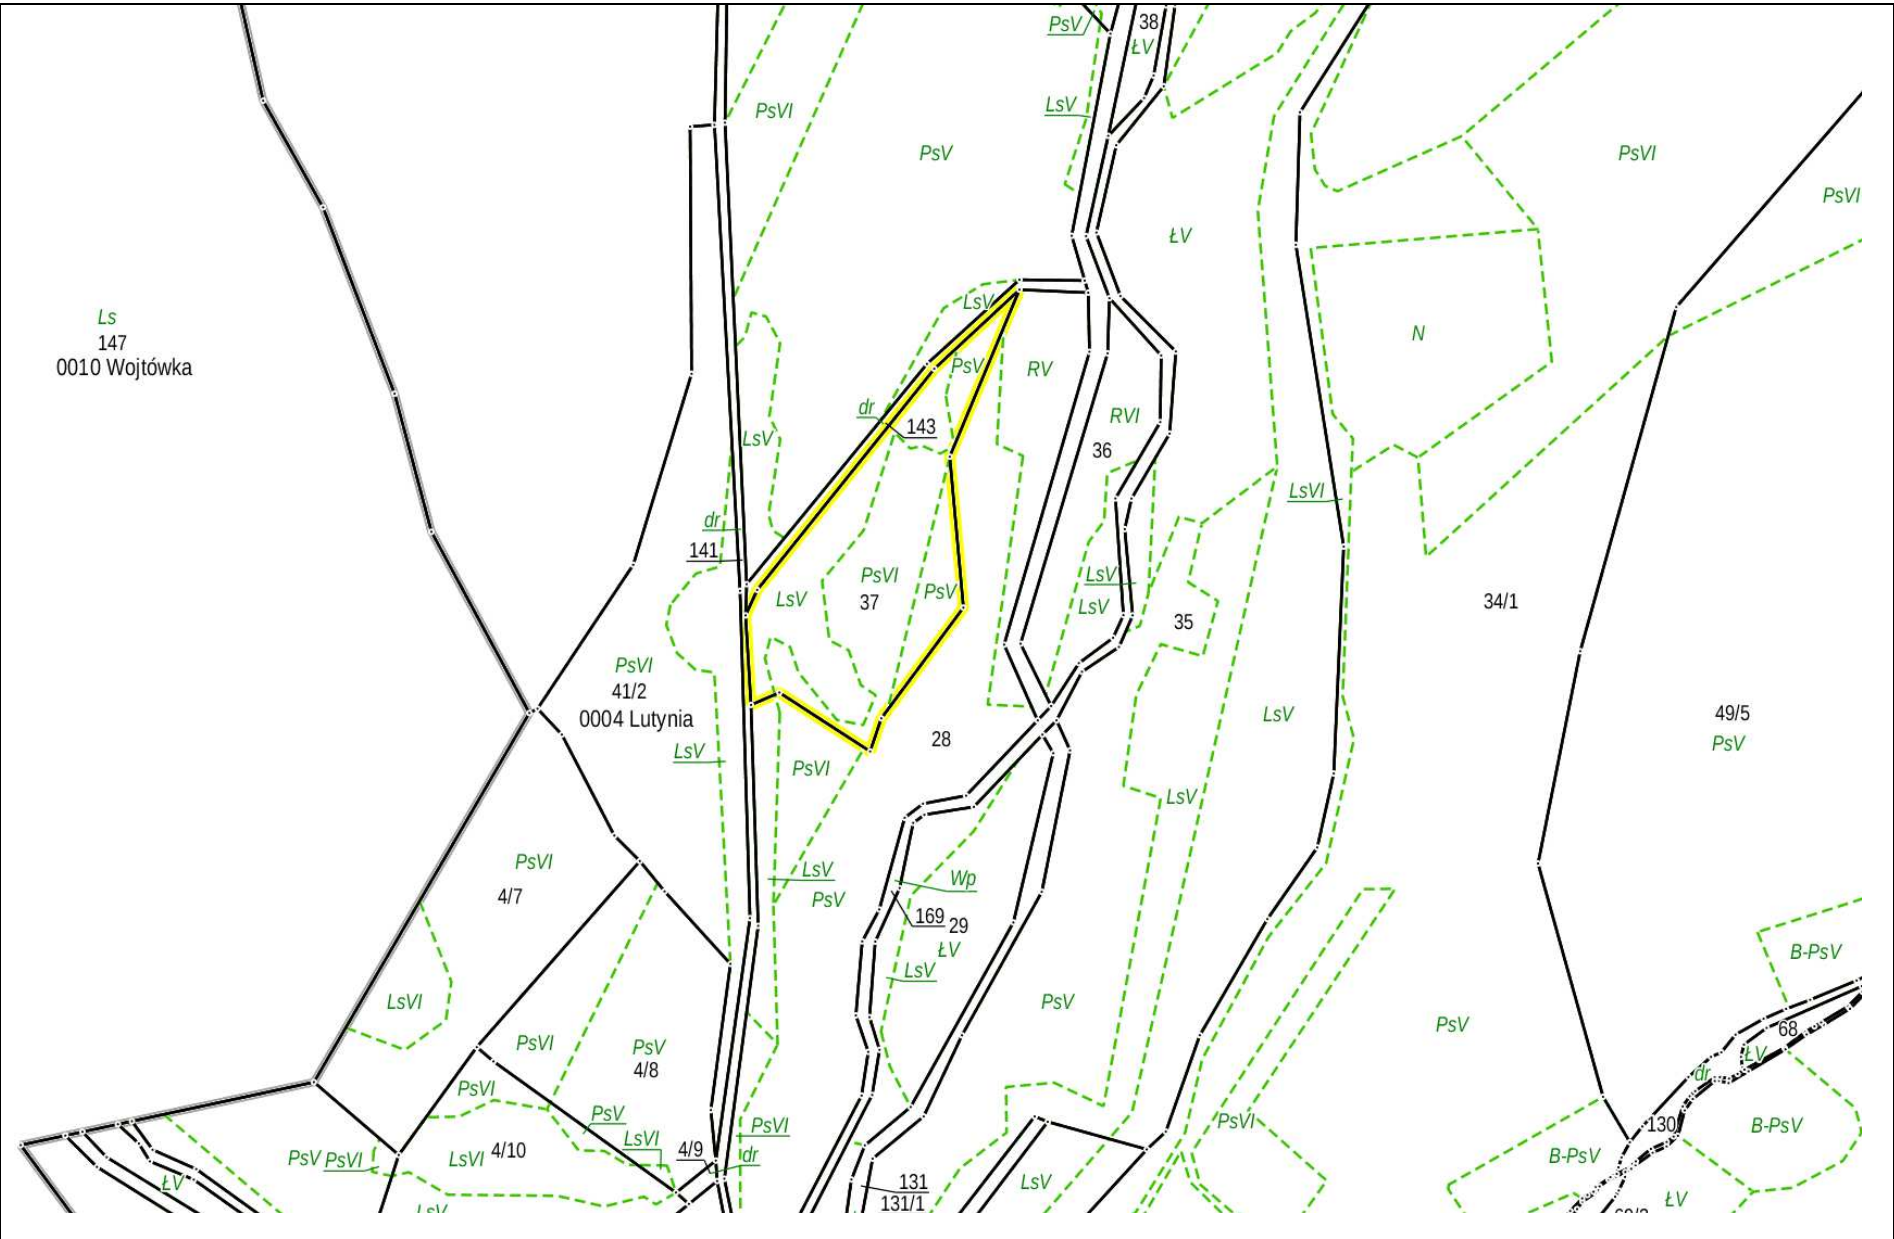 PsV
38
ŁV
PsVI
LsV
PsV
PsVI
PsVI
ŁV
LsV
Ls
147
0010 Wojtówka
N
PsV
RV
dr
143
RVI
LsV
36
LsVI
dr
141
PsVI
37
LsV
PsV
LsV
LsV
35
34/1
PsVI
41/2
0004 Lutynia
LsV
49/5
PsV
28
LsV
PsVI
LsV
PsVI
4/7
LsV
PsV
Wp
169
29
ŁV
LsV
B-PsV
LsVI
PsV
PsV
68
ŁV
dr
PsVI
PsV
4/8
PsVI
PsV
LsVI
4/9
PsVI
dr
PsVI
130
B-PsV
B-PsV
PsV
PsVI
LsVI
4/10
ŁV
131
131/1
LsV
ŁV